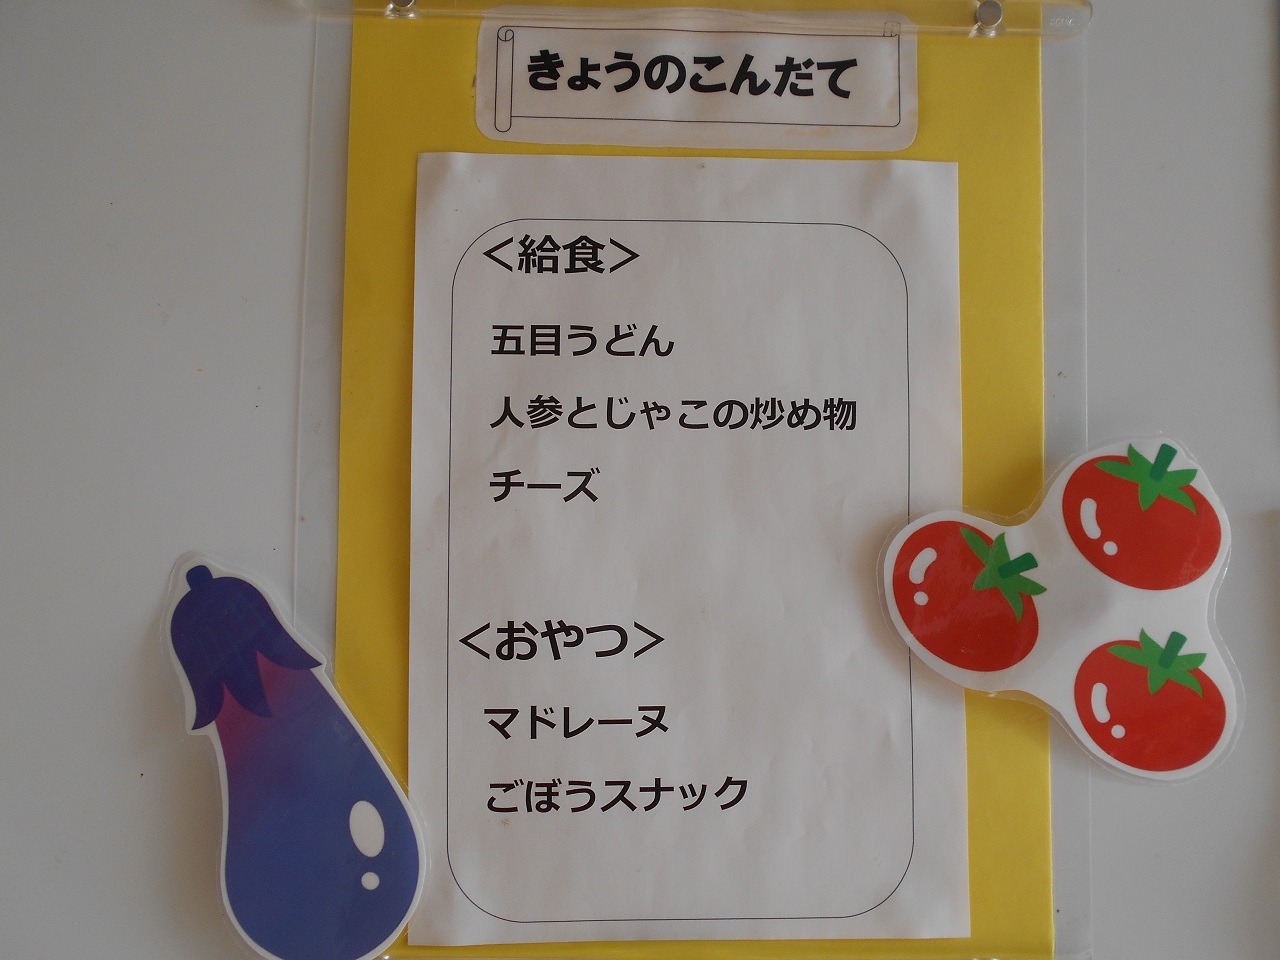 きょうのこんだて
＜給食＞
五目うどん
人参とじゃこの炒め物
チーズ
＜おやつ＞
マドレーヌ
ごぼうスナック